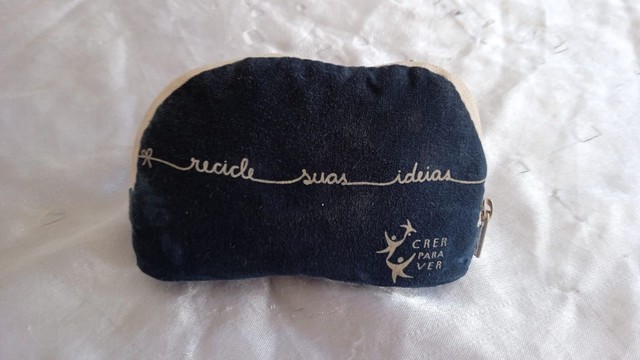 recicle suas ideias
CRER
PARA
VER